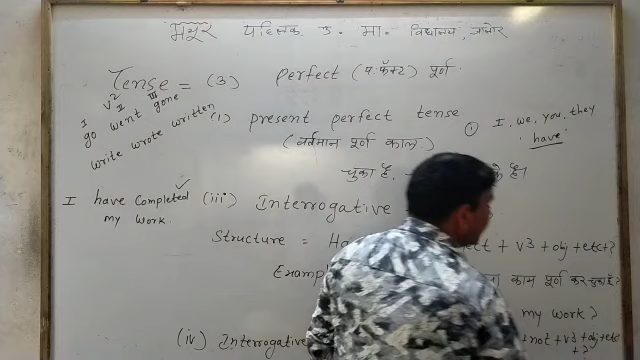 मयूर पब्लिक उ. मा. विद्यालय, जालोर
Tense = (3) perfect (परफेक्ट) पूर्ण
I II III
V²
go went gone
write wrote written
(1) present perfect tense
(वर्तमान पूर्ण काल)
① I, we, you, they
have
चुका है,
I have completed my work.
(iii) Interrogative
Structure = + V³ + obj + etc + ?
काम पूर्ण कर चुका हूँ?
my work?
(iv) Interrogative + not + V³ + obj + etc + ?